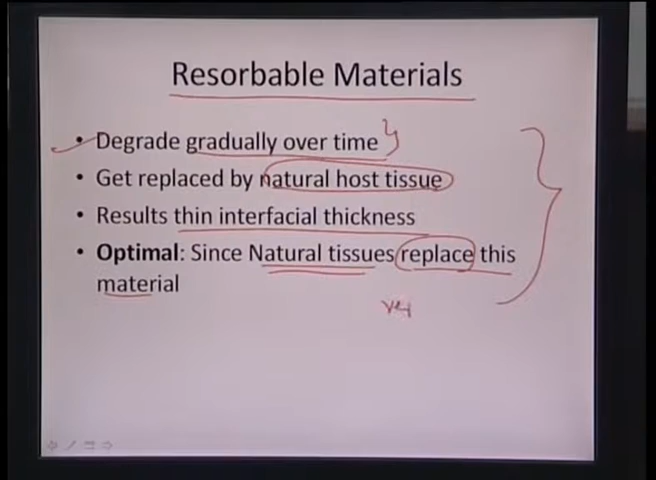 Resorbable Materials
• Degrade gradually over time
• Get replaced by natural host tissue
• Results thin interfacial thickness
• Optimal: Since Natural tissues replace this
material